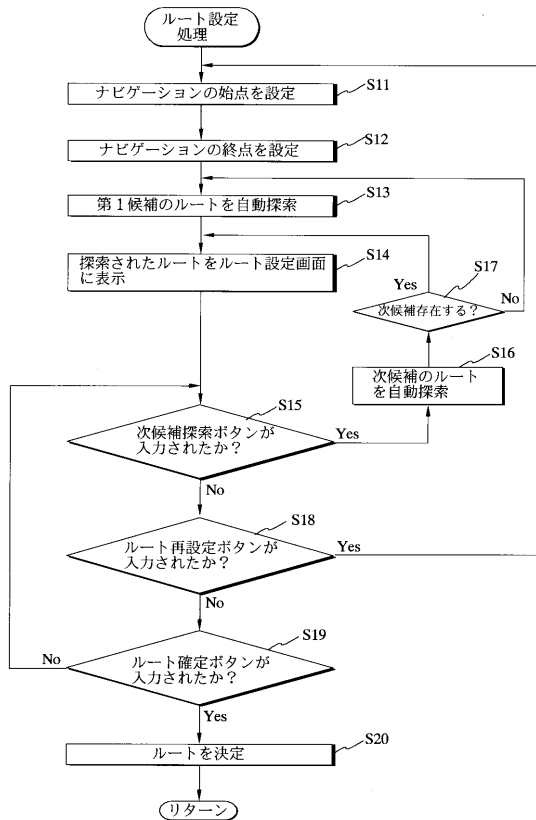 ルート設定
処理
ナビゲーションの始点を設定
S11
ナビゲーションの終点を設定
S12
第1候補のルートを自動探索
S13
探索されたルートをルート設定画面
に表示
S14
S17
Yes
次候補存在する?
No
S16
次候補のルート
を自動探索
S15
次候補探索ボタンが
入力されたか?
Yes
No
S18
ルート再設定ボタンが
入力されたか?
Yes
No
S19
No
ルート確定ボタンが
入力されたか?
Yes
S20
ルートを決定
リターン